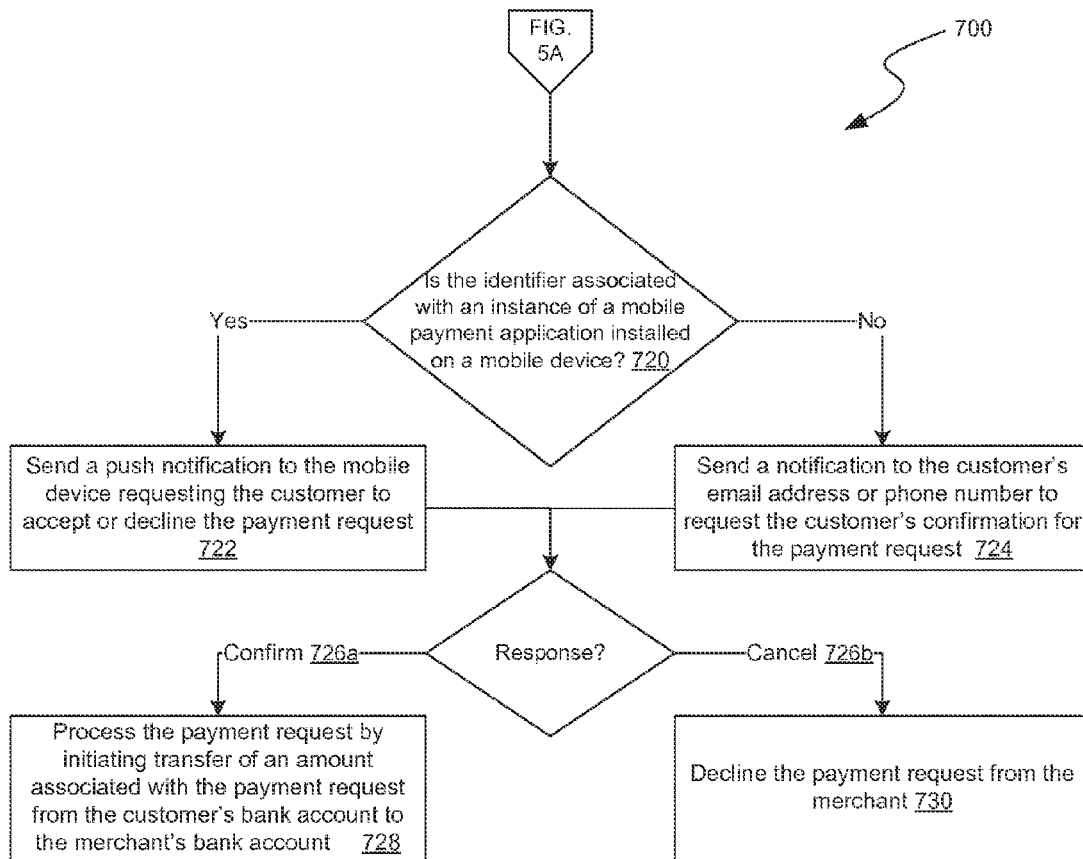 FIG.
5A
700
Is the identifier associated
with an instance of a mobile
payment application installed
on a mobile device? 720
Yes
No
Send a push notification to the mobile
device requesting the customer to
accept or decline the payment request
722
Send a notification to the customer's
email address or phone number to
request the customer's confirmation for
the payment request 724
Response?
Confirm 726a
Cancel 726b
Process the payment request by
initiating transfer of an amount
associated with the payment request
from the customer's bank account to
the merchant's bank account 728
Decline the payment request from the
merchant 730